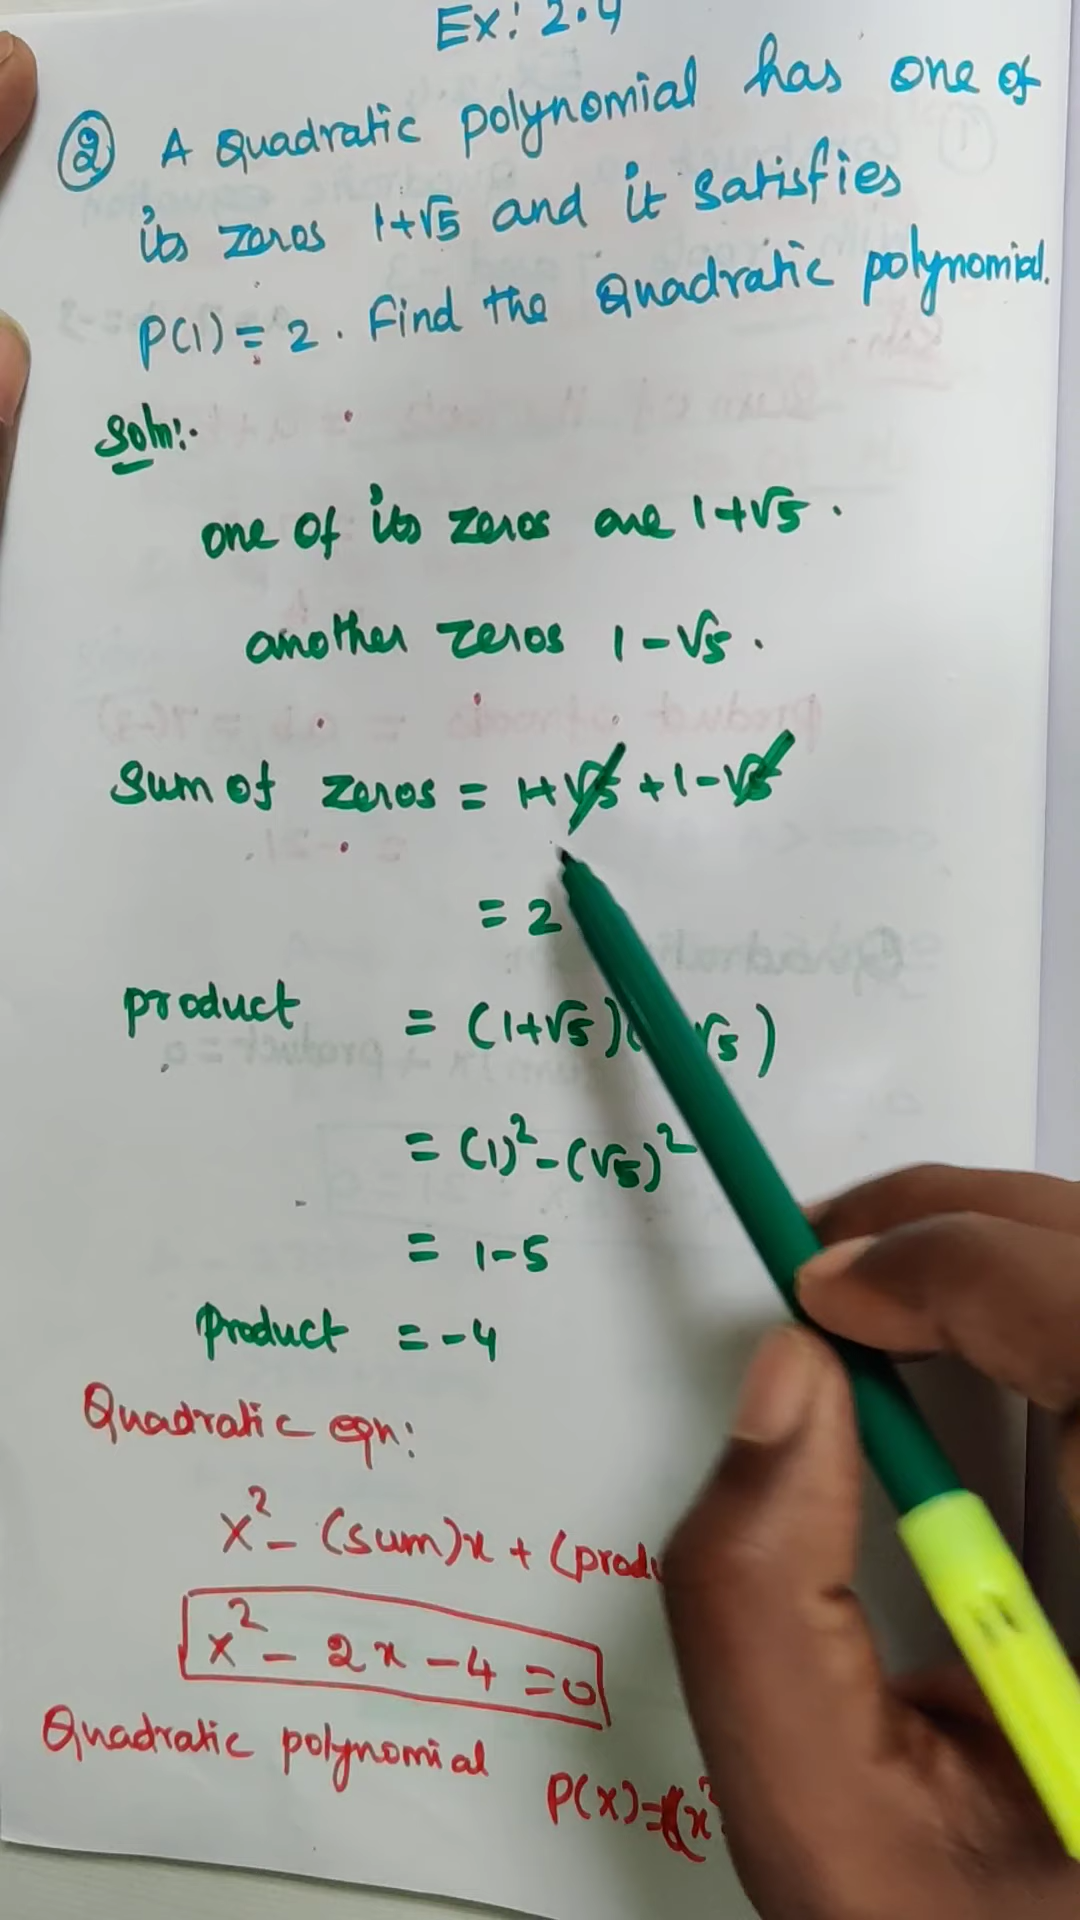 Ex: 2.4
② A Quadratic polynomial has one of
its zeros 1+√5 and it satisfies
P(1) = 2. Find the Quadratic polynomial.
Soln:-
one of its zeros are 1+√5.
another zeros 1-√5.
Sum of zeros = 1+√5 + 1-√5
= 2
product = (1+√5)( √5)
= (1)²-(√5)²
= 1-5
product = -4
Quadratic eqn:
x² - (sum)x + (produ
x² - 2x - 4 = 0
Quadratic polynomial P(x)=(x²